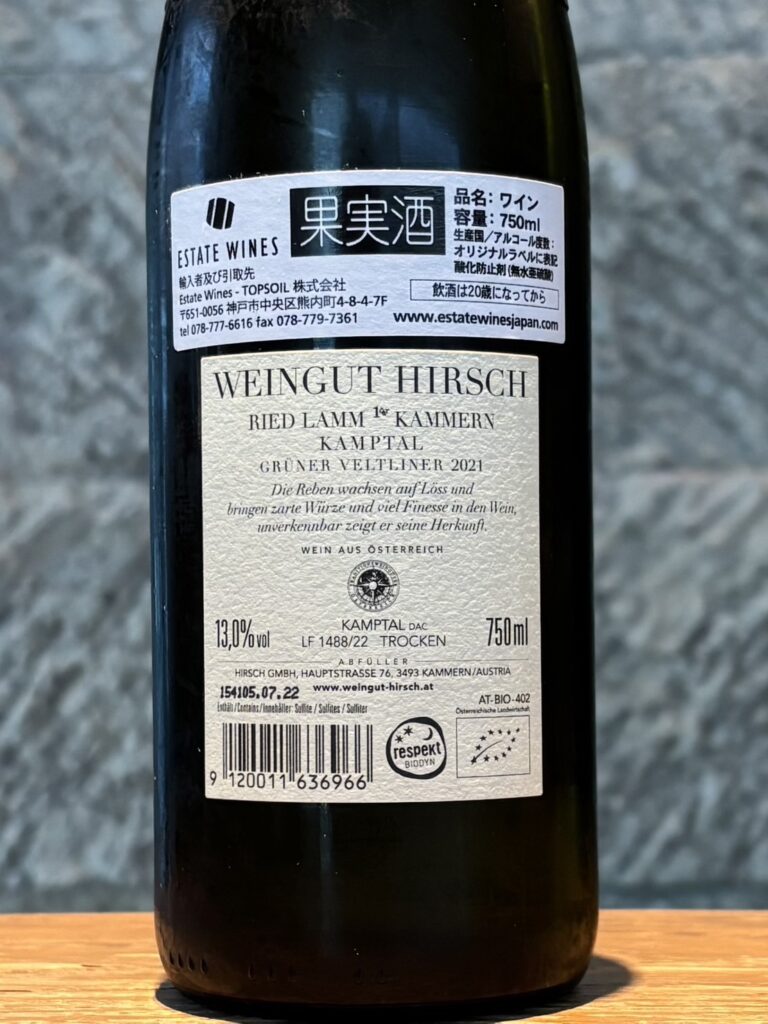 ESTATE WINES
果実酒
品名: ワイン
容量: 750ml
生産国/アルコール度数:
オリジナルラベルに表記
酸化防止剤(無水亜硫酸)
輸入者及び引取先
Estate Wines - TOPSOIL 株式会社
〒651-0056 神戸市中央区熊内町4-8-4-7F
tel 078-777-6616 fax 078-779-7361
飲酒は20歳になってから
www.estatewinesjapan.com
WEINGUT HIRSCH
RIED LAMM 1 KAMMERN
KAMPTAL
GRÜNER VELTLINER 2021
Die Reben wachsen auf Löss und
bringen zarte Würze und viel Finesse in den Wein,
unverkennbar zeigt er seine Herkunft.
WEIN AUS ÖSTERREICH
13,0%vol
KAMPTAL DAC
LF 1488/22 TROCKEN
750ml
ABFÜLLER
HIRSCH GMBH, HAUPTSTRASSE 76, 3493 KAMMERN/AUSTRIA
154105.07.22
www.weingut-hirsch.at
Enthält/Contains/Innehåller: Sulfite / Sulfites / Sulfiter
AT-BIO-402
Österreichische Landwirtschaft
respekt
BIODYN
9 120011 636966